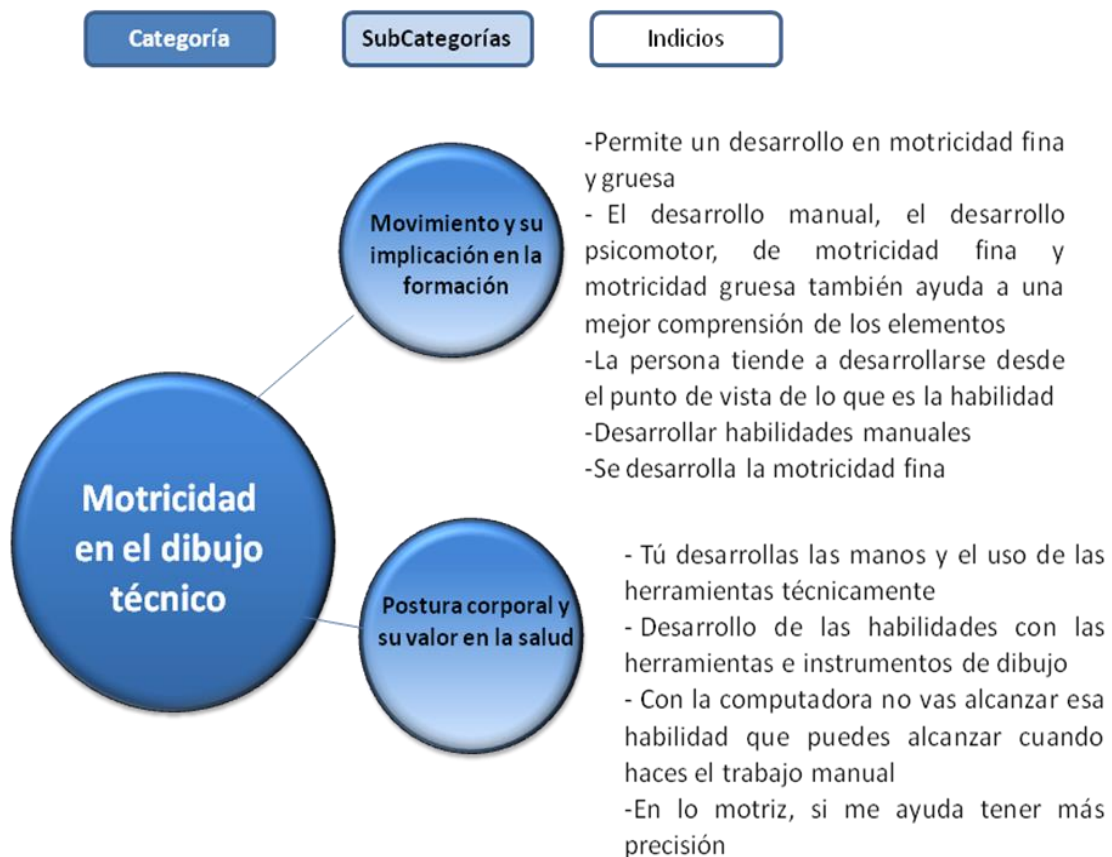 Categoría
SubCategorías
Indicios
Movimiento y su
implicación en la
formación
-Permite un desarrollo en motricidad fina
y gruesa
- El desarrollo manual, el desarrollo
psicomotor, de motricidad fina y
motricidad gruesa también ayuda a una
mejor comprensión de los elementos
-La persona tiende a desarrollarse desde
el punto de vista de lo que es la habilidad
-Desarrollar habilidades manuales
-Se desarrolla la motricidad fina
Motricidad
en el dibujo
técnico
Postura corporal y
su valor en la salud
- Tú desarrollas las manos y el uso de las
herramientas técnicamente
- Desarrollo de las habilidades con las
herramientas e instrumentos de dibujo
- Con la computadora no vas alcanzar esa
habilidad que puedes alcanzar cuando
haces el trabajo manual
-En lo motriz, si me ayuda tener más
precisión